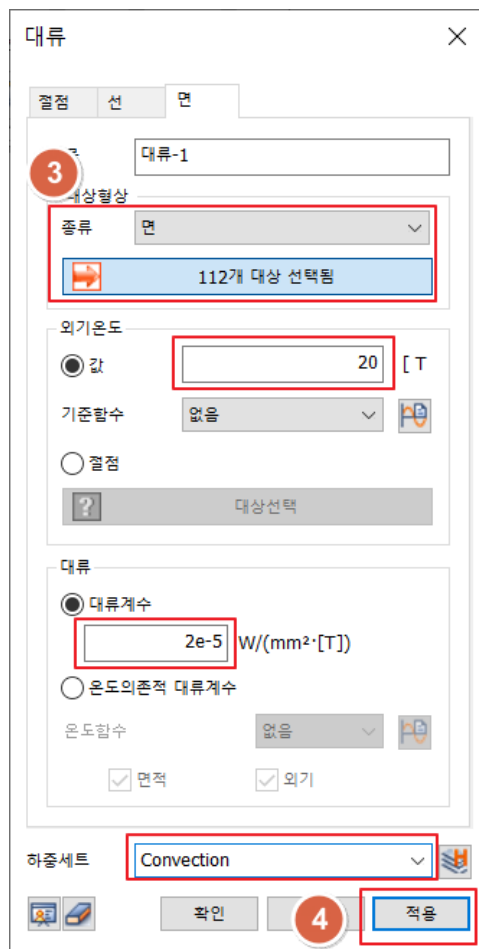 대류
절점 선 면
대류-1
3
대상형상
종류 면
112개 대상 선택됨
외기온도
값 20 [ T
기준함수 없음
절점
? 대상선택
대류
대류계수
2e-5 W/(mm²·[T])
온도의존적 대류계수
온도함수 없음
면적 외기
하중세트 Convection
확인 4 적용